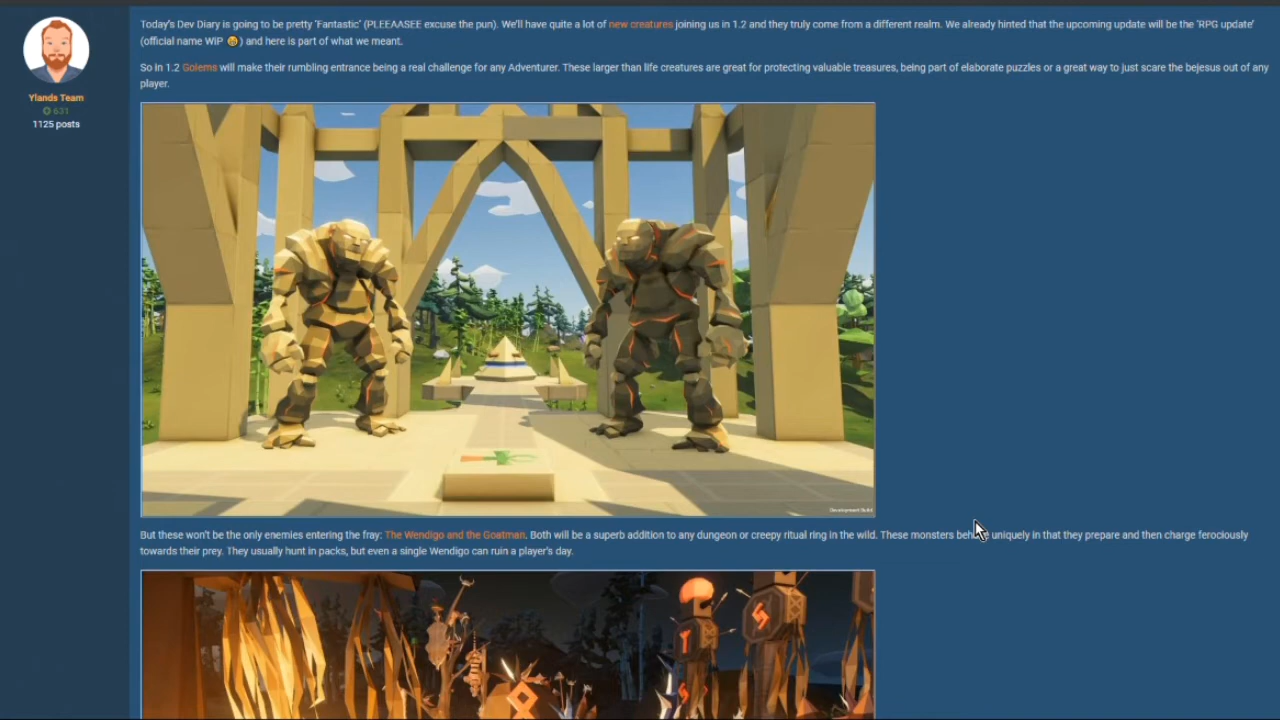 Today's Dev Diary is going to be pretty 'Fantastic' (PLEEAASEE excuse the pun). We'll have quite a lot of new creatures joining us in 1.2 and they truly come from a different realm. We already hinted that the upcoming update will be the 'RPG update'
(official name WIP 😄) and here is part of what we meant.
So in 1.2 Golems will make their rumbling entrance being a real challenge for any Adventurer. These larger than life creatures are great for protecting valuable treasures, being part of elaborate puzzles or a great way to just scare the bejesus out of any
player.
Ylands Team
631
1125 posts
Development Build
But these won't be the only enemies entering the fray: The Wendigo and the Goatman. Both will be a superb addition to any dungeon or creepy ritual ring in the wild. These monsters behave uniquely in that they prepare and then charge ferociously
towards their prey. They usually hunt in packs, but even a single Wendigo can ruin a player's day.